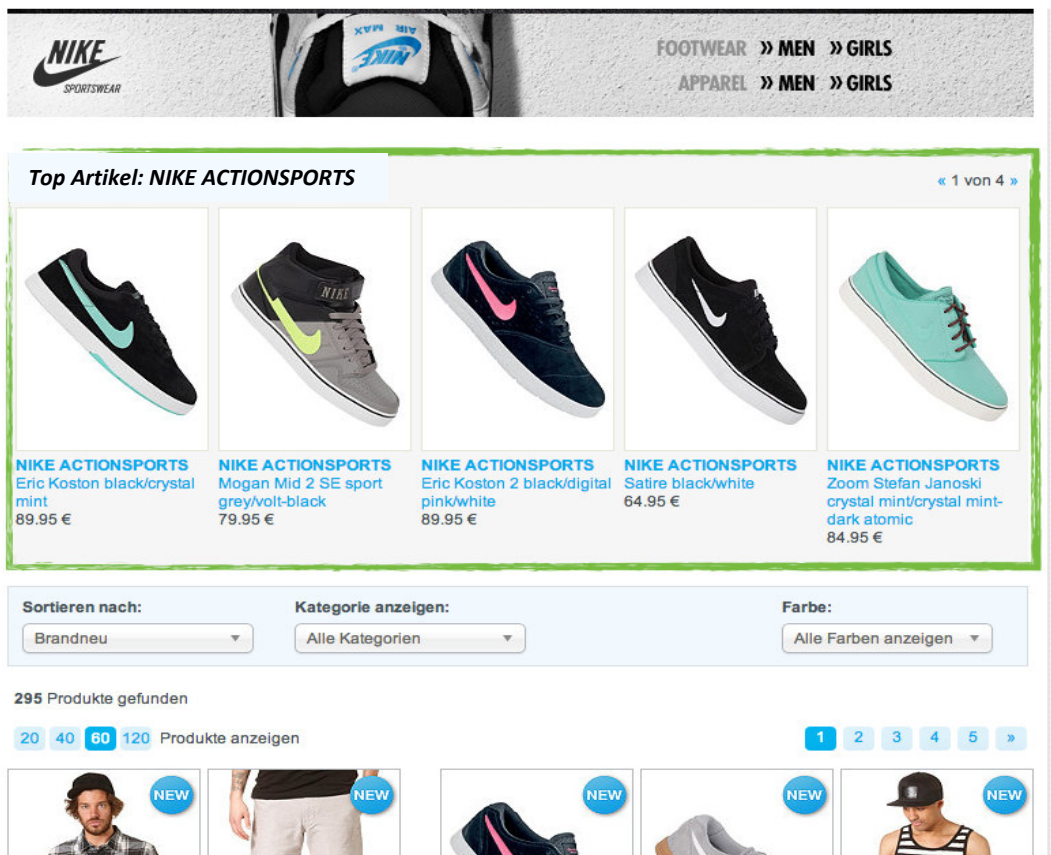 NIKE
SPORTSWEAR
AIR MAX
NIKE
FOOTWEAR » MEN » GIRLS
APPAREL » MEN » GIRLS
Top Artikel: NIKE ACTIONSPORTS
« 1 von 4 »
NIKE
NIKE ACTIONSPORTS
Eric Koston black/crystal
mint
89.95 €
NIKE ACTIONSPORTS
Mogan Mid 2 SE sport
grey/volt-black
79.95 €
NIKE ACTIONSPORTS
Eric Koston 2 black/digital
pink/white
89.95 €
NIKE ACTIONSPORTS
Satire black/white
64.95 €
NIKE ACTIONSPORTS
Zoom Stefan Janoski
crystal mint/crystal mint-
dark atomic
84.95 €
Sortieren nach: Kategorie anzeigen: Farbe:
Brandneu Alle Kategorien Alle Farben anzeigen
295 Produkte gefunden
20 40 60 120 Produkte anzeigen 1 2 3 4 5 »
NEW NEW NEW NEW NEW